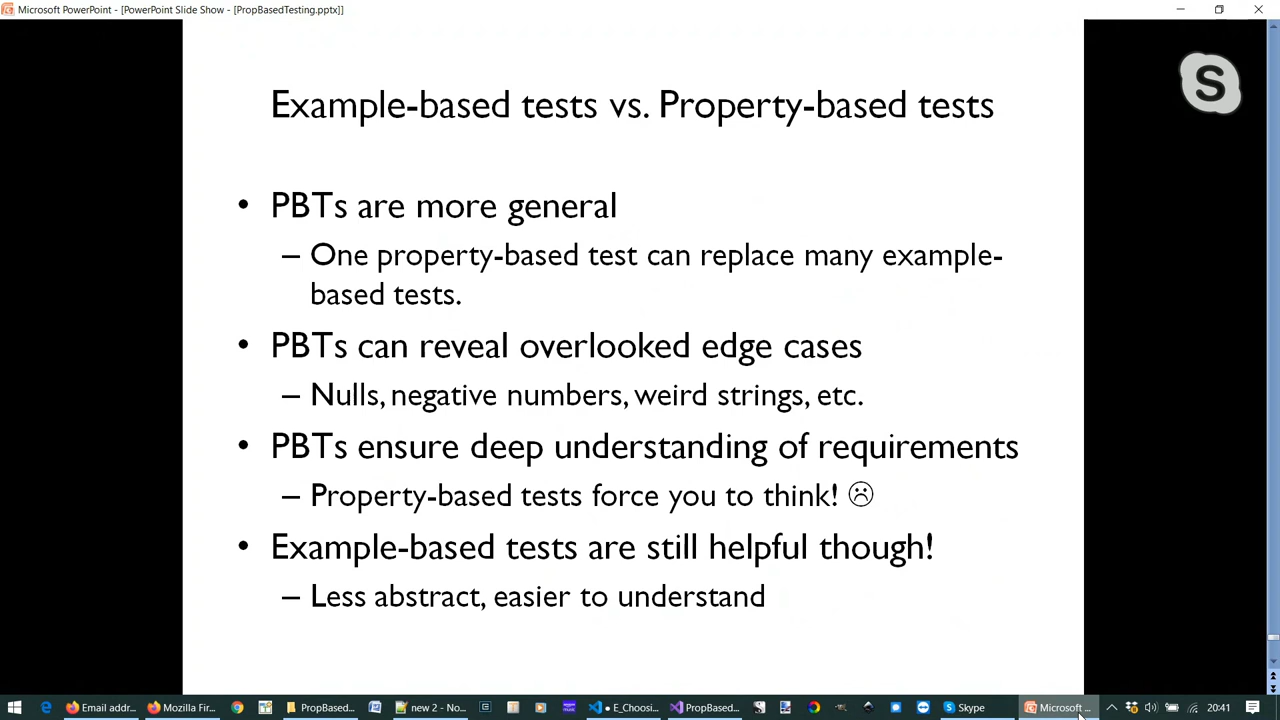 Microsoft PowerPoint - [PowerPoint Slide Show - [PropBasedTesting.pptx]]
S
Example-based tests vs. Property-based tests
• PBTs are more general
– One property-based test can replace many example-
based tests.
• PBTs can reveal overlooked edge cases
– Nulls, negative numbers, weird strings, etc.
• PBTs ensure deep understanding of requirements
– Property-based tests force you to think! ☹
• Example-based tests are still helpful though!
– Less abstract, easier to understand
Email addr... Mozilla Fir... PropBased... new 2 - No... E_Choosi... PropBased... Skype Microsoft ... 20:41